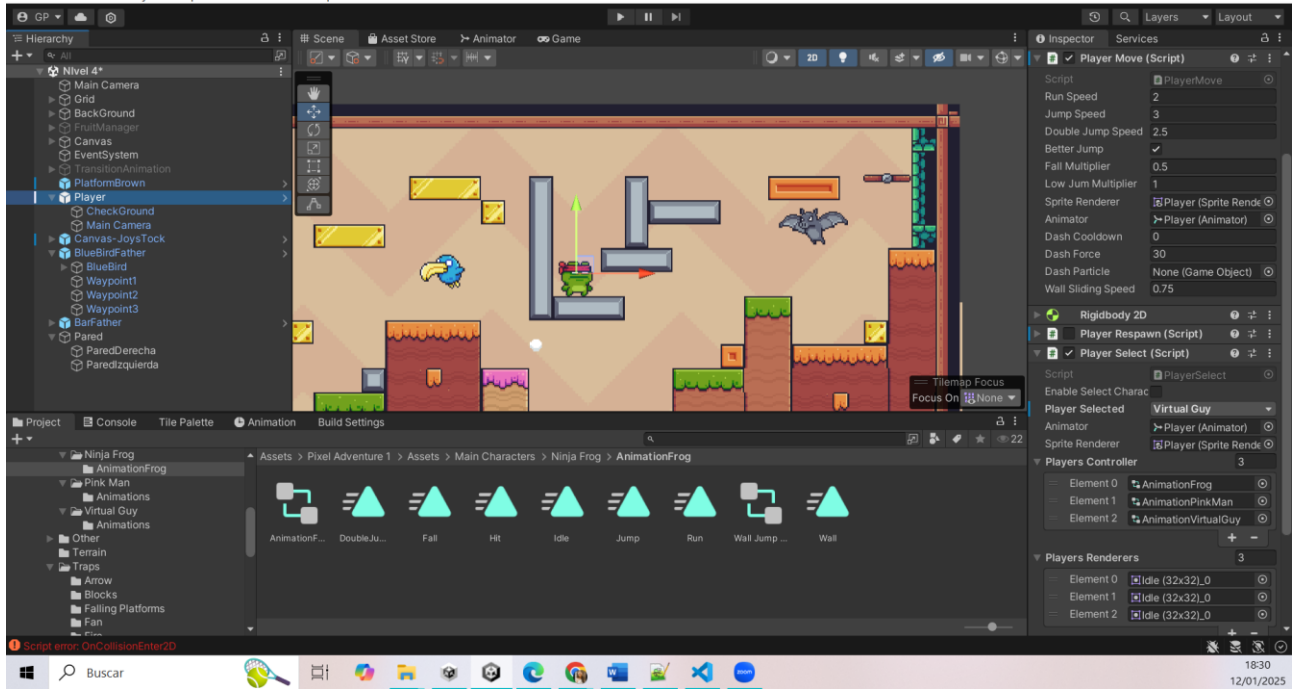 GP
Layers
Layout
Hierarchy
Scene
Asset Store
Animator
Game
Inspector
Services
All
2D
NIvel 4*
Main Camera
Grid
BackGround
FruitManager
Canvas
EventSystem
TransitionAnimation
PlatformBrown
Player
CheckGround
Main Camera
Canvas-JoysTock
BlueBirdFather
BlueBird
Waypoint1
Waypoint2
Waypoint3
BarFather
Pared
ParedDerecha
ParedIzquierda
Tilemap Focus
Focus On None
Player Move (Script)
Script PlayerMove
Run Speed 2
Jump Speed 3
Double Jump Speed 2.5
Better Jump
Fall Multiplier 0.5
Low Jum Multiplier 1
Sprite Renderer Player (Sprite Rende
Animator Player (Animator)
Dash Cooldown 0
Dash Force 30
Dash Particle None (Game Object)
Wall Sliding Speed 0.75
Rigidbody 2D
Player Respawn (Script)
Player Select (Script)
Script PlayerSelect
Enable Select Charac
Player Selected Virtual Guy
Animator Player (Animator)
Sprite Renderer Player (Sprite Rende
Players Controller 3
Element 0 AnimationFrog
Element 1 AnimationPinkMan
Element 2 AnimationVirtualGuy
+ -
Players Renderers 3
Element 0 Idle (32x32)_0
Element 1 Idle (32x32)_0
Element 2 Idle (32x32)_0
Project
Console
Tile Palette
Animation
Build Settings
22
Ninja Frog
AnimationFrog
Pink Man
Animations
Virtual Guy
Animations
Other
Terrain
Traps
Arrow
Blocks
Falling Platforms
Fan
Assets > Pixel Adventure 1 > Assets > Main Characters > Ninja Frog > AnimationFrog
AnimationF...
DoubleJu...
Fall
Hit
Idle
Jump
Run
Wall Jump ...
Wall
Script error: OnCollisionEnter2D
Buscar
zoom
18:30
12/01/2025